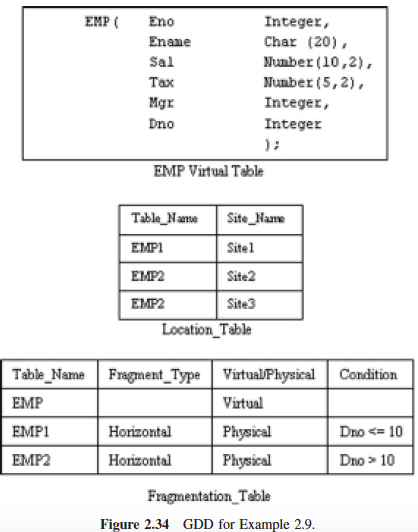 EMP ( Eno Integer,
Ename Char (20),
Sal Number(10,2),
Tax Number(5,2),
Mgr Integer,
Dno Integer
);
EMP Virtual Table
Table_Name Site_Name
EMP1 Site1
EMP2 Site2
EMP2 Site3
Location_Table
Table_Name Fragment_Type Virtual/Physical Condition
EMP Virtual
EMP1 Horizontal Physical Dno <= 10
EMP2 Horizontal Physical Dno > 10
Fragmentation_Table
Figure 2.34 GDD for Example 2.9.